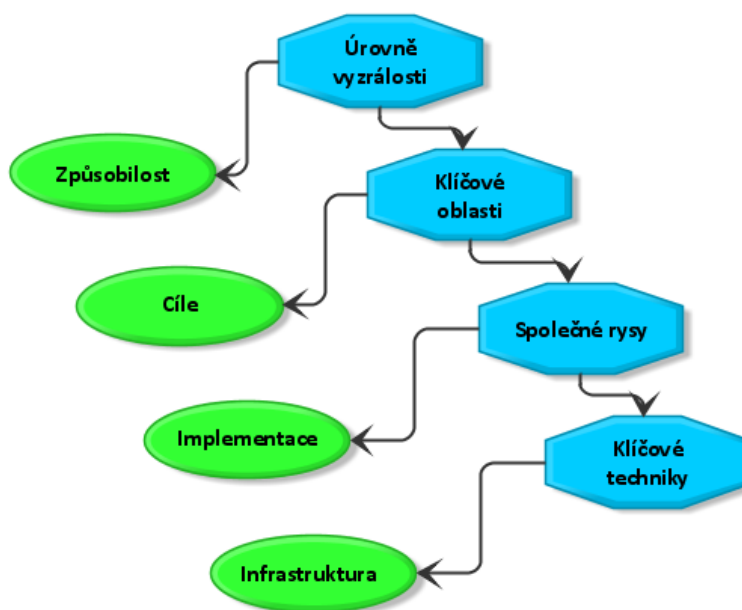 Úrovně
vyzrálosti
Způsobilost
Klíčové
oblasti
Cíle
Společné rysy
Implementace
Klíčové
techniky
Infrastruktura